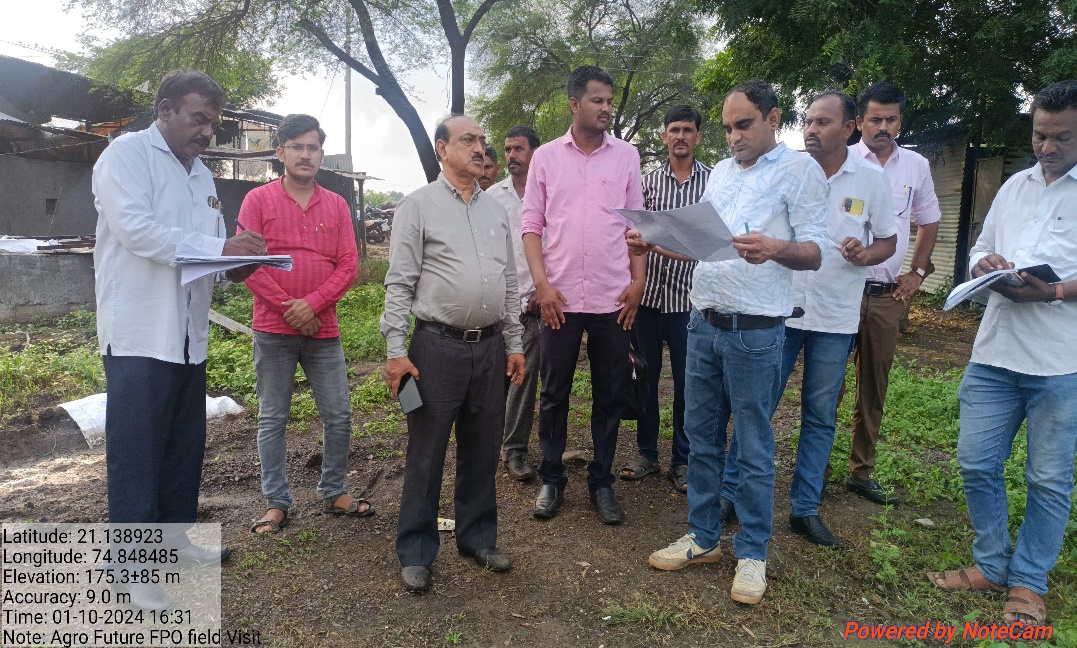 Latitude: 21.138923
Longitude: 74.848485
Elevation: 175.3±85 m
Accuracy: 9.0 m
Time: 01-10-2024 16:31
Note: Agro Future FPO field Visit
Powered by NoteCam